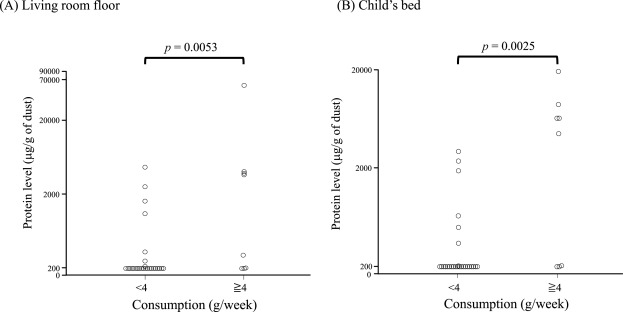 (A) Living room floor
p = 0.0053
Protein level (µg/g of dust)
90000
70000
20000
2000
200
0
<4
≧4
Consumption (g/week)
(B) Child's bed
p = 0.0025
Protein level (µg/g of dust)
20000
2000
200
0
<4
≧4
Consumption (g/week)